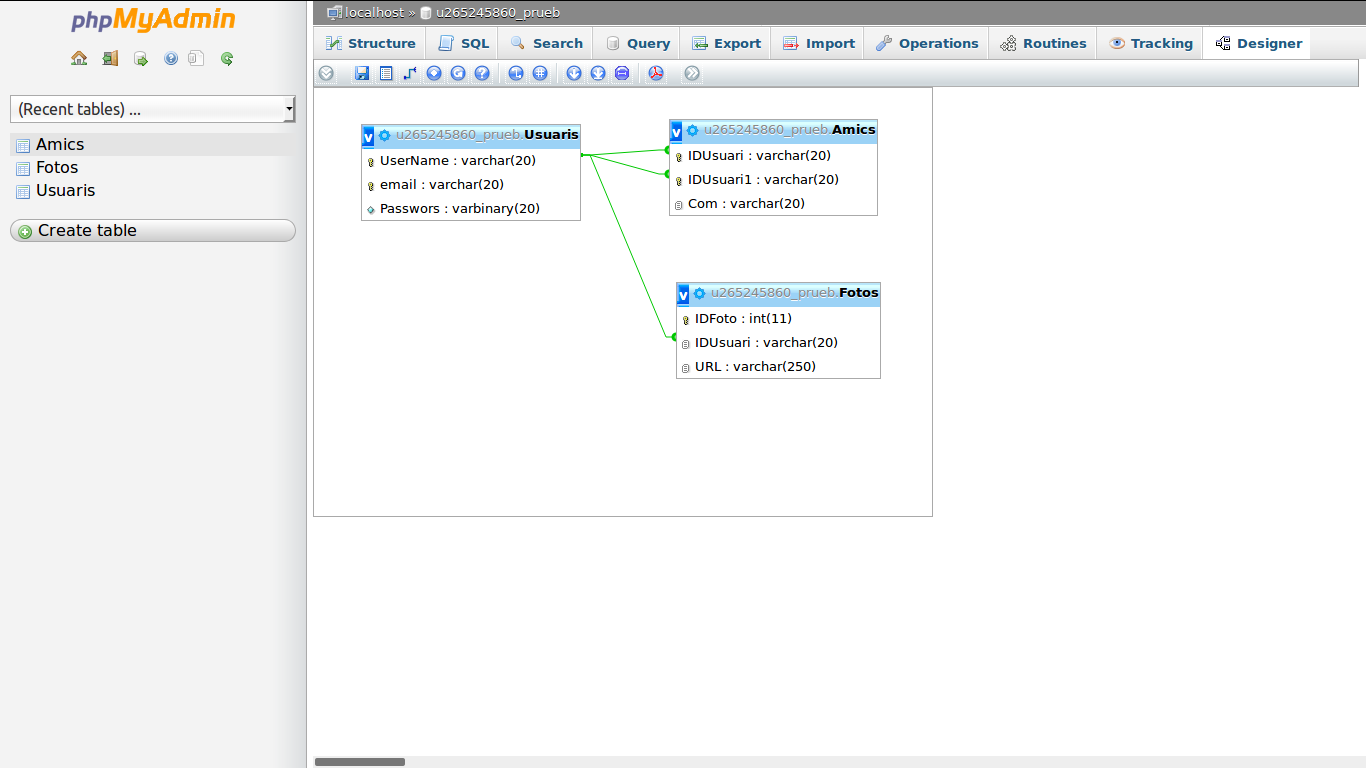 phpMyAdmin
(Recent tables) ...
Amics
Fotos
Usuaris
Create table
localhost » u265245860_prueb
Structure SQL Search Query Export Import Operations Routines Tracking Designer
v u265245860_prueb.Usuaris
UserName : varchar(20)
email : varchar(20)
Passwors : varbinary(20)
v u265245860_prueb.Amics
IDUsuari : varchar(20)
IDUsuari1 : varchar(20)
Com : varchar(20)
v u265245860_prueb.Fotos
IDFoto : int(11)
IDUsuari : varchar(20)
URL : varchar(250)